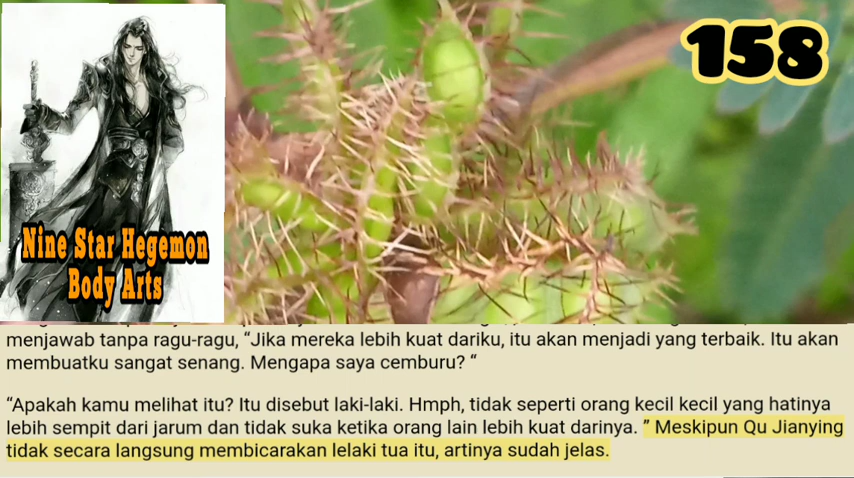 158
Nine Star Hegemon
Body Arts
menjawab tanpa ragu-ragu, “Jika mereka lebih kuat dariku, itu akan menjadi yang terbaik. Itu akan
membuatku sangat senang. Mengapa saya cemburu? “
“Apakah kamu melihat itu? Itu disebut laki-laki. Hmph, tidak seperti orang kecil kecil yang hatinya
lebih sempit dari jarum dan tidak suka ketika orang lain lebih kuat darinya. ” Meskipun Qu Jianying
tidak secara langsung membicarakan lelaki tua itu, artinya sudah jelas.